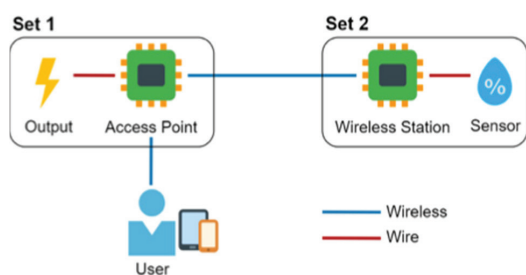 Set 1
Set 2
%
Output
Access Point
Wireless Station
Sensor
Wireless
Wire
User